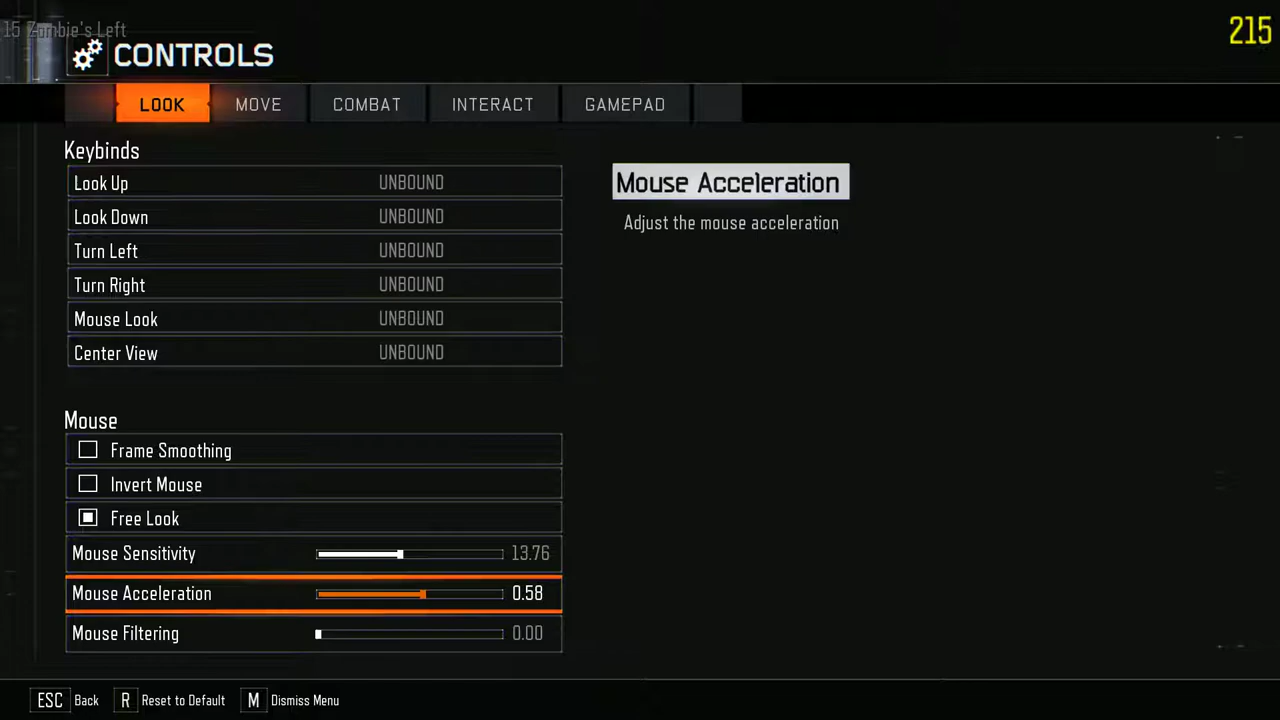 15 Zombie's Left
215
CONTROLS
LOOK
MOVE
COMBAT
INTERACT
GAMEPAD
Keybinds
Look Up UNBOUND
Look Down UNBOUND
Turn Left UNBOUND
Turn Right UNBOUND
Mouse Look UNBOUND
Center View UNBOUND
Mouse Acceleration
Adjust the mouse acceleration
Mouse
Frame Smoothing
Invert Mouse
Free Look
Mouse Sensitivity 13.76
Mouse Acceleration 0.58
Mouse Filtering 0.00
ESC Back R Reset to Default M Dismiss Menu